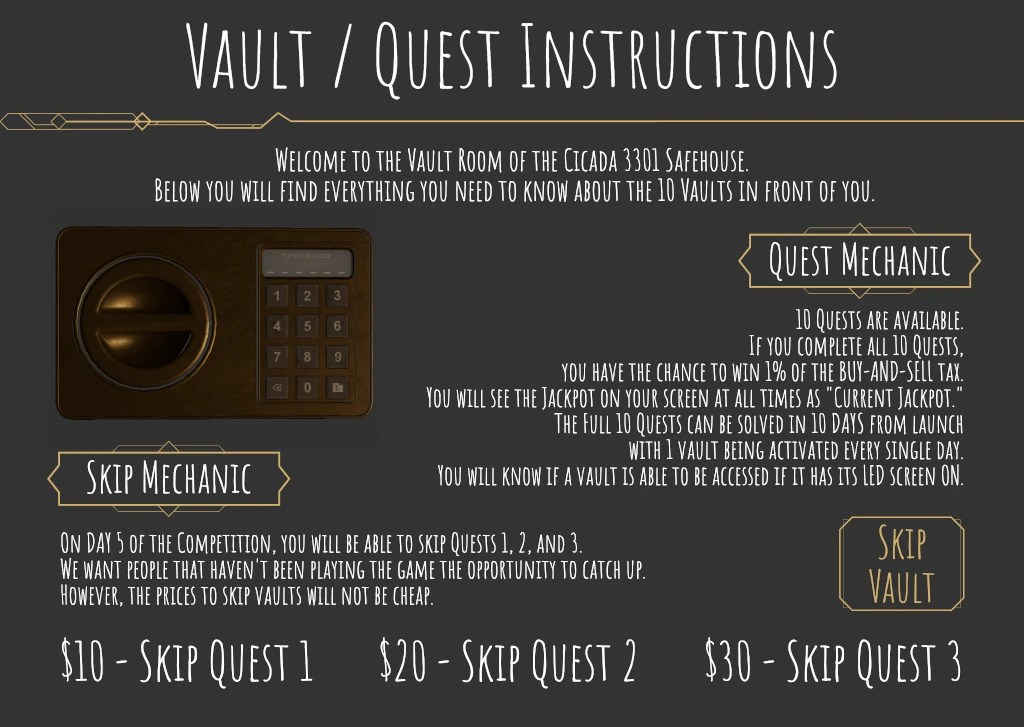 Vault / Quest Instructions
Welcome to the Vault Room of the Cicada 3301 Safehouse.
Below you will find everything you need to know about the 10 Vaults in front of you.
1 2 3
4 5 6
7 8 9
0
Quest Mechanic
10 Quests are available.
If you complete all 10 Quests,
you have the chance to win 1% of the BUY-AND-SELL tax.
You will see the Jackpot on your screen at all times as "Current Jackpot."
The Full 10 Quests can be solved in 10 DAYS from launch
with 1 vault being activated every single day.
You will know if a vault is able to be accessed if it has its LED screen ON.
Skip Mechanic
On DAY 5 of the Competition, you will be able to skip Quests 1, 2, and 3.
We want people that haven't been playing the game the opportunity to catch up.
However, the prices to skip vaults will not be cheap.
Skip
Vault
$10 - Skip Quest 1
$20 - Skip Quest 2
$30 - Skip Quest 3